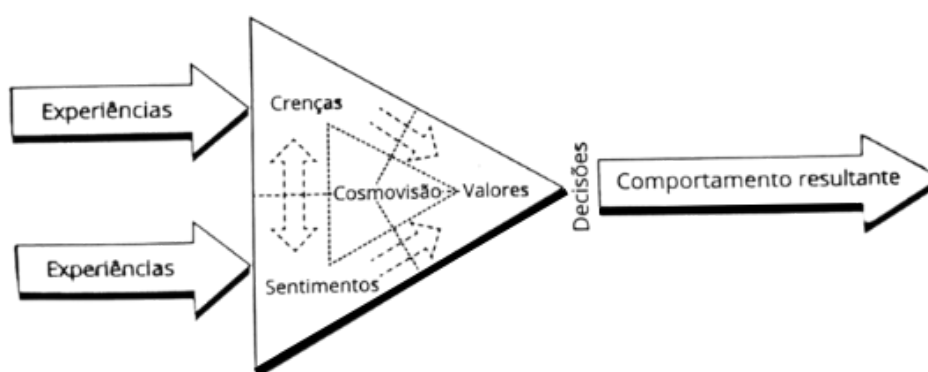 Experiências
Crenças
Cosmovisão
Valores
Decisões
Comportamento resultante
Experiências
Sentimentos